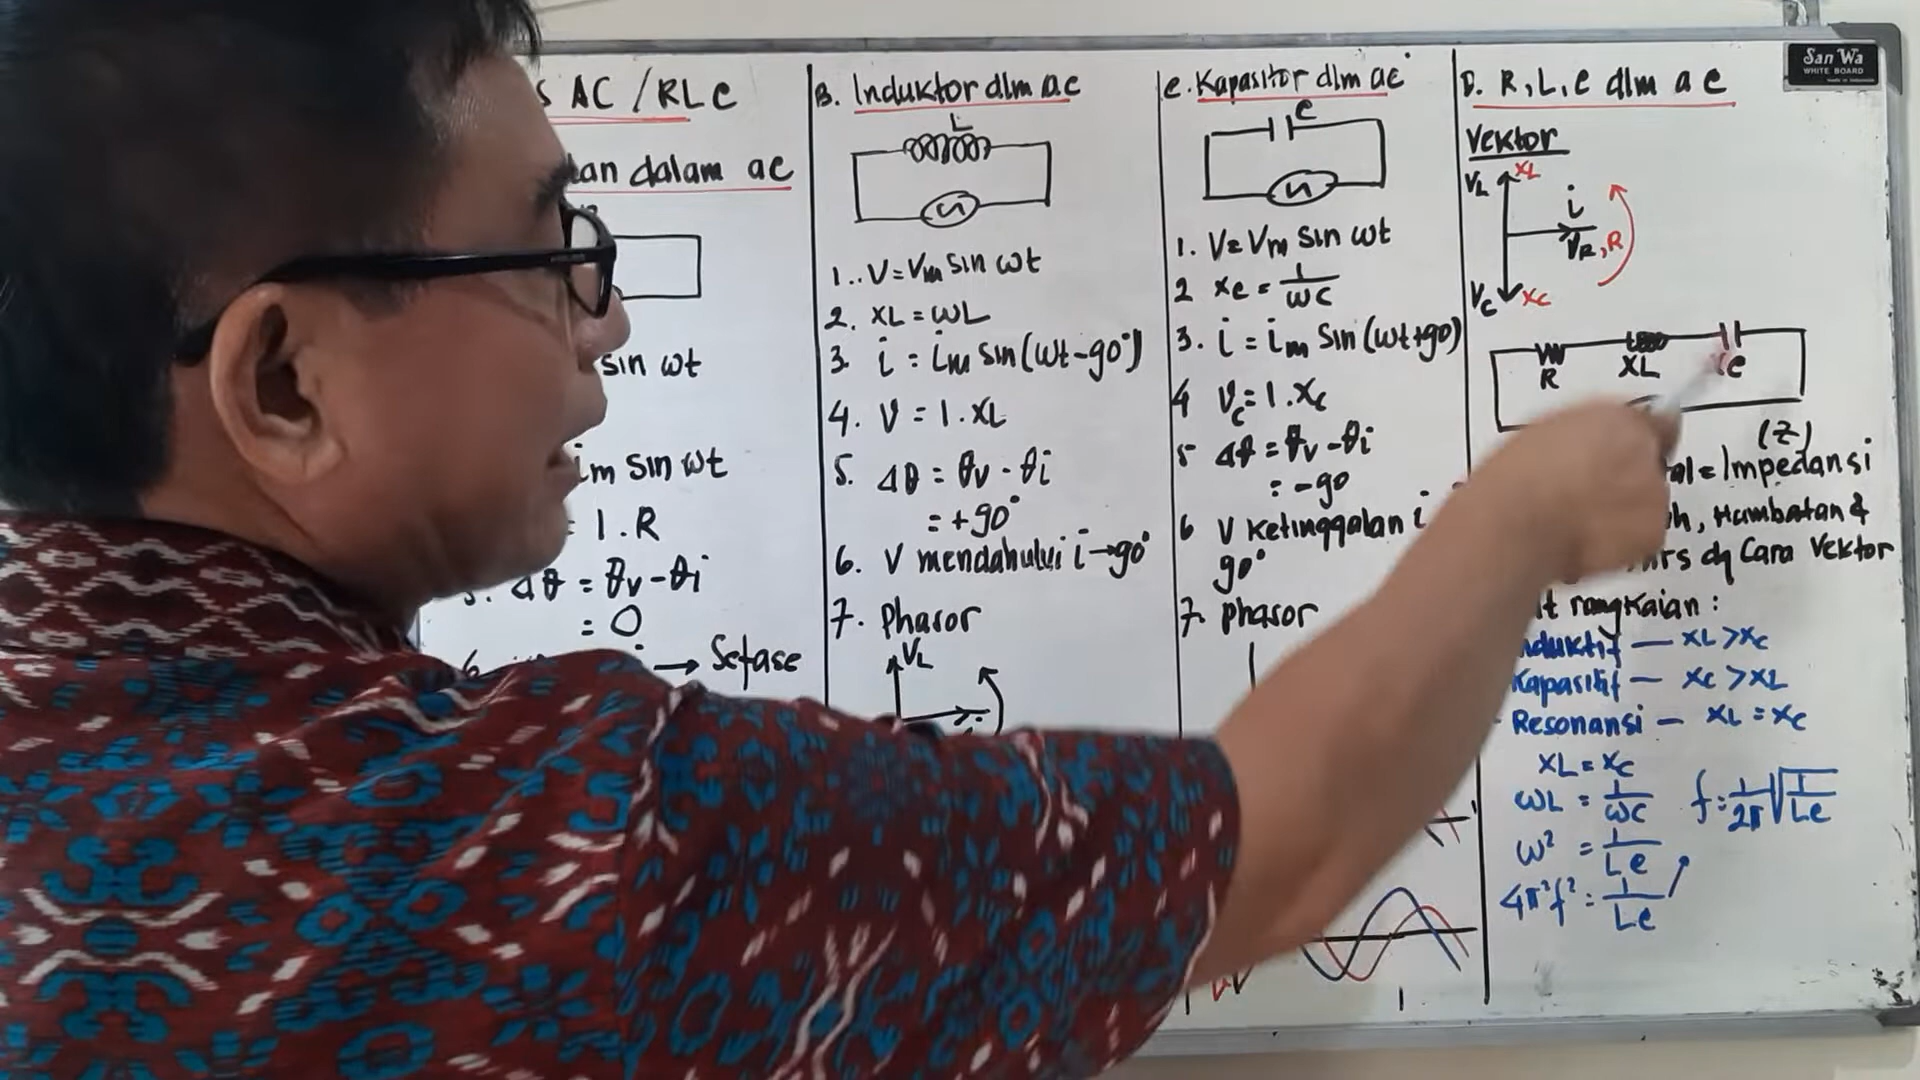 S AC / RLC
dalam ac
sin ωt
im sin ωt
= I.R
Δθ = θv - θi
= 0
→ Sefase
B. Induktor dlm ac
L
1.. V = Vm sin ωt
2. XL = ωL
3. i = im sin (ωt - 90°)
4. V = I.XL
5. Δθ = θv - θi
= +90°
6. V mendahului i → 90°
7. Phasor
VL
i
C. Kapasitor dlm ac
C
1. V = Vm sin ωt
2 Xc = 1/ωC
3. i = im sin (ωt + 90)
4 Vc = I.Xc
5 Δθ = θv - θi
= -90
6 V Ketinggalan i
90°
7. phasor
D. R, L, C dlm a c
Vektor
VL XL
i
VR, R
VC XC
R XL
(Z)
= Impedansi
Hambatan &
dg Cara Vektor
rangkaian :
Induktif — XL > XC
Kapasitif — XC > XL
- Resonansi — XL = XC
XL = XC
ωL = 1/ωC f = 1/2π √1/LC
ω² = 1/LC
4π²f² = 1/LC
San Wa
WHITE BOARD